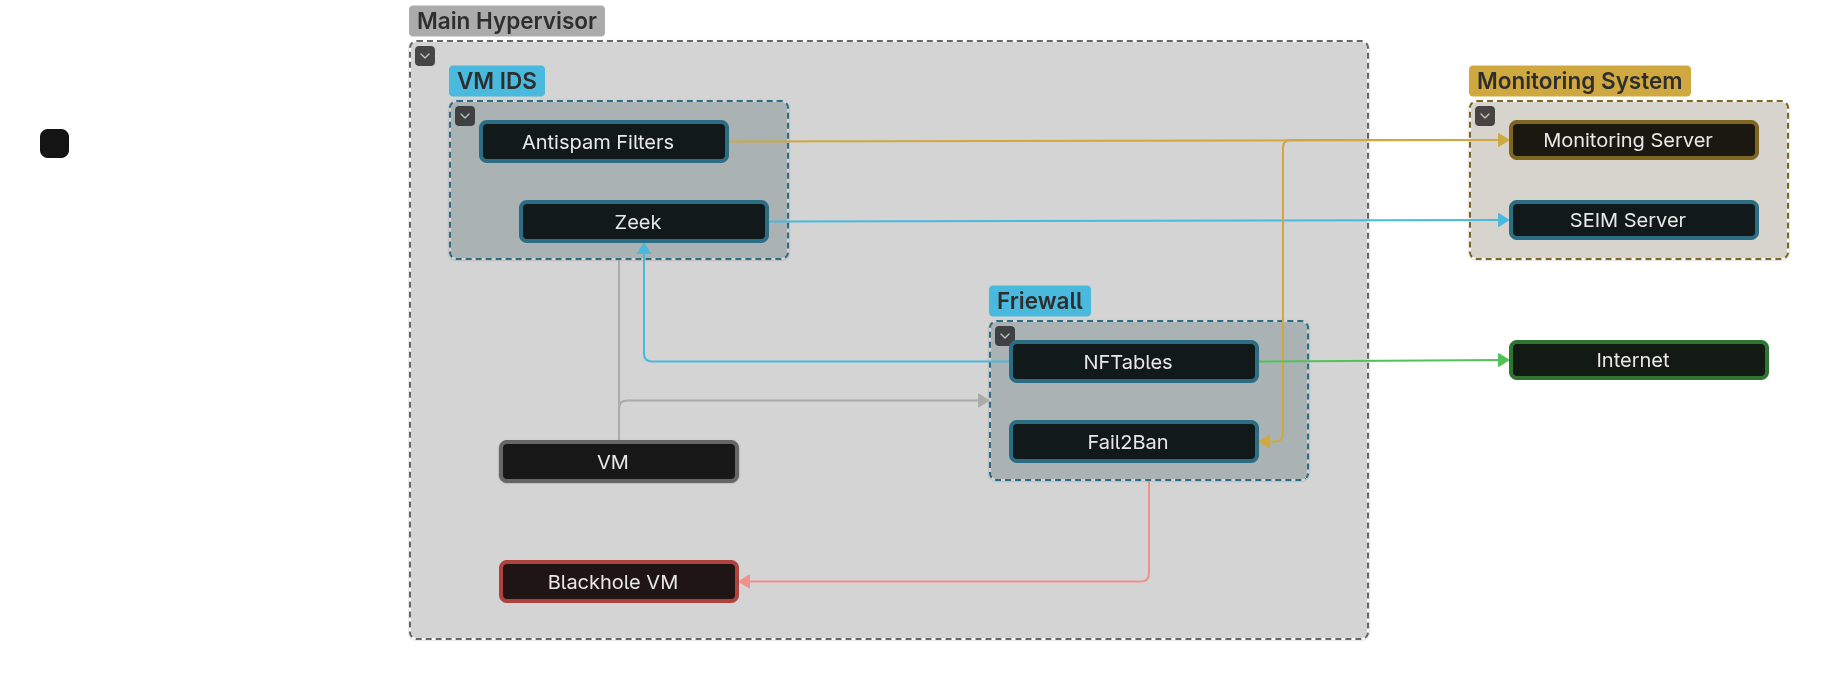 Main Hypervisor
VM IDS
Monitoring System
Antispam Filters
Monitoring Server
Zeek
SEIM Server
Friewall
NFTables
Internet
Fail2Ban
VM
Blackhole VM